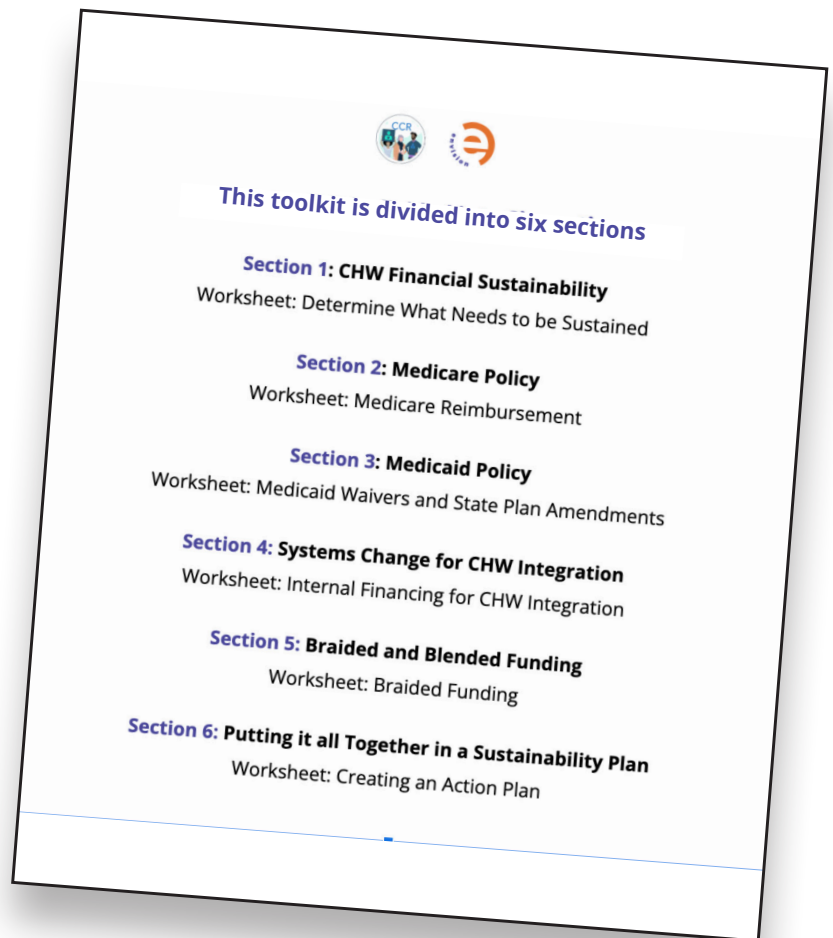 CCR
envision
This toolkit is divided into six sections
Section 1: CHW Financial Sustainability
Worksheet: Determine What Needs to be Sustained
Section 2: Medicare Policy
Worksheet: Medicare Reimbursement
Section 3: Medicaid Policy
Worksheet: Medicaid Waivers and State Plan Amendments
Section 4: Systems Change for CHW Integration
Worksheet: Internal Financing for CHW Integration
Section 5: Braided and Blended Funding
Worksheet: Braided Funding
Section 6: Putting it all Together in a Sustainability Plan
Worksheet: Creating an Action Plan